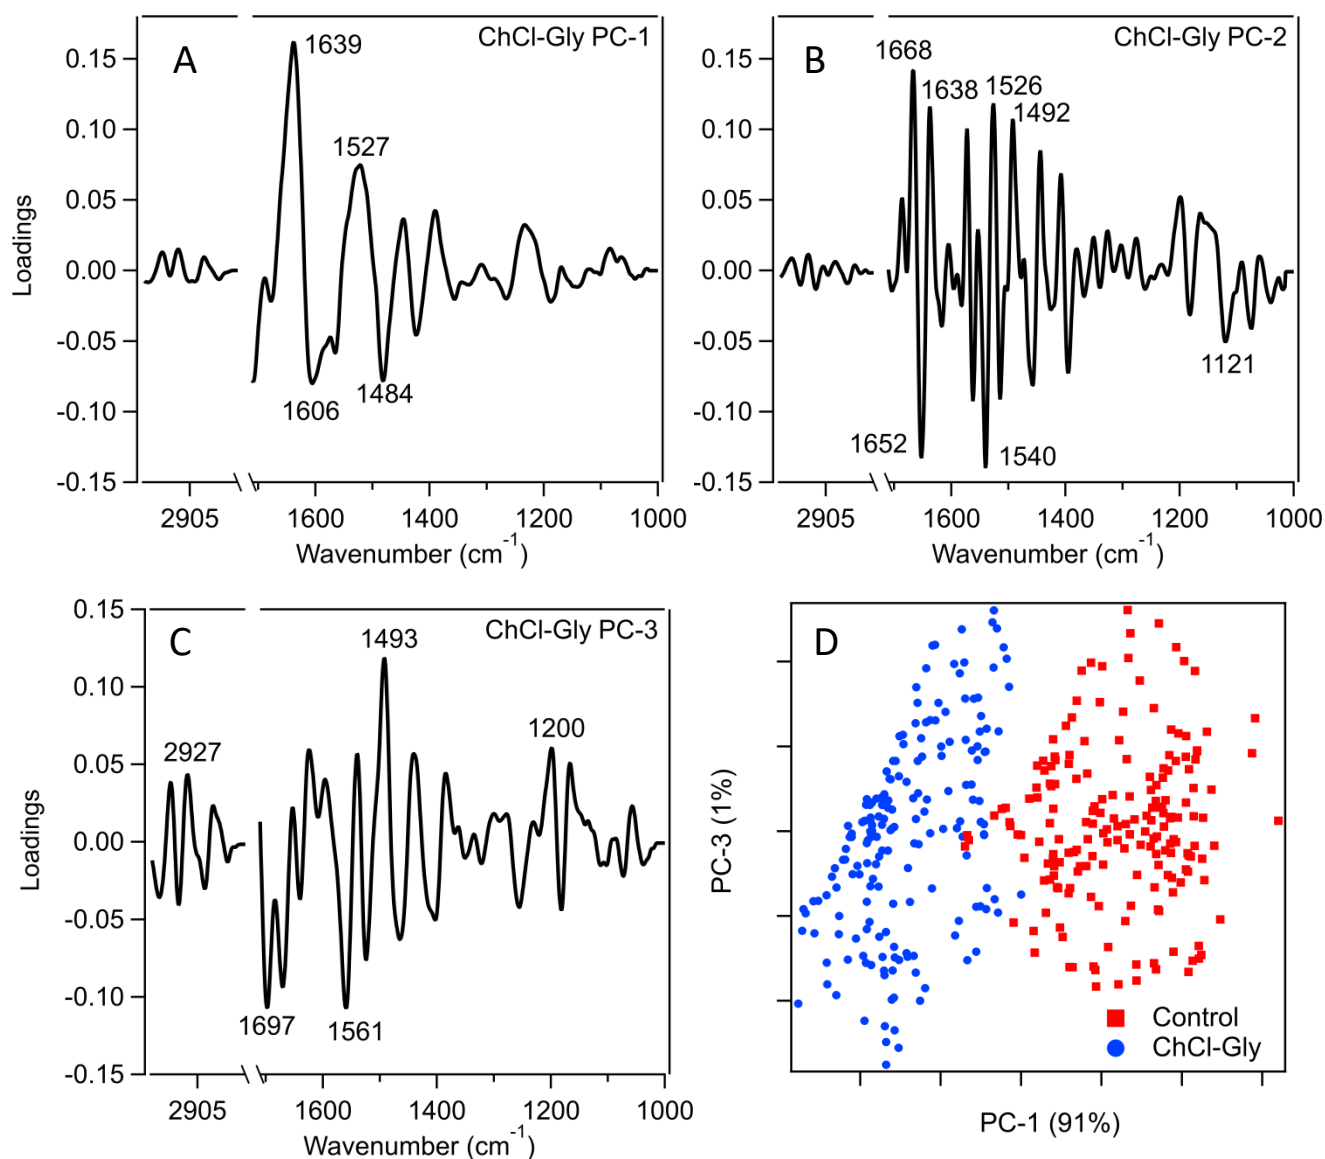 A
ChCl-Gly PC-1
0.15
0.10
0.05
0.00
-0.05
-0.10
-0.15
Loadings
1639
1527
1606
1484
2905 1600 1400 1200 1000
Wavenumber (cm⁻¹)
B
ChCl-Gly PC-2
0.15
0.10
0.05
0.00
-0.05
-0.10
-0.15
1668
1638
1526
1492
1652
1540
1121
2905 1600 1400 1200 1000
Wavenumber (cm⁻¹)
C
ChCl-Gly PC-3
0.15
0.10
0.05
0.00
-0.05
-0.10
-0.15
Loadings
2927
1493
1200
1697
1561
2905 1600 1400 1200 1000
Wavenumber (cm⁻¹)
D
PC-3 (1%)
Control
ChCl-Gly
PC-1 (91%)